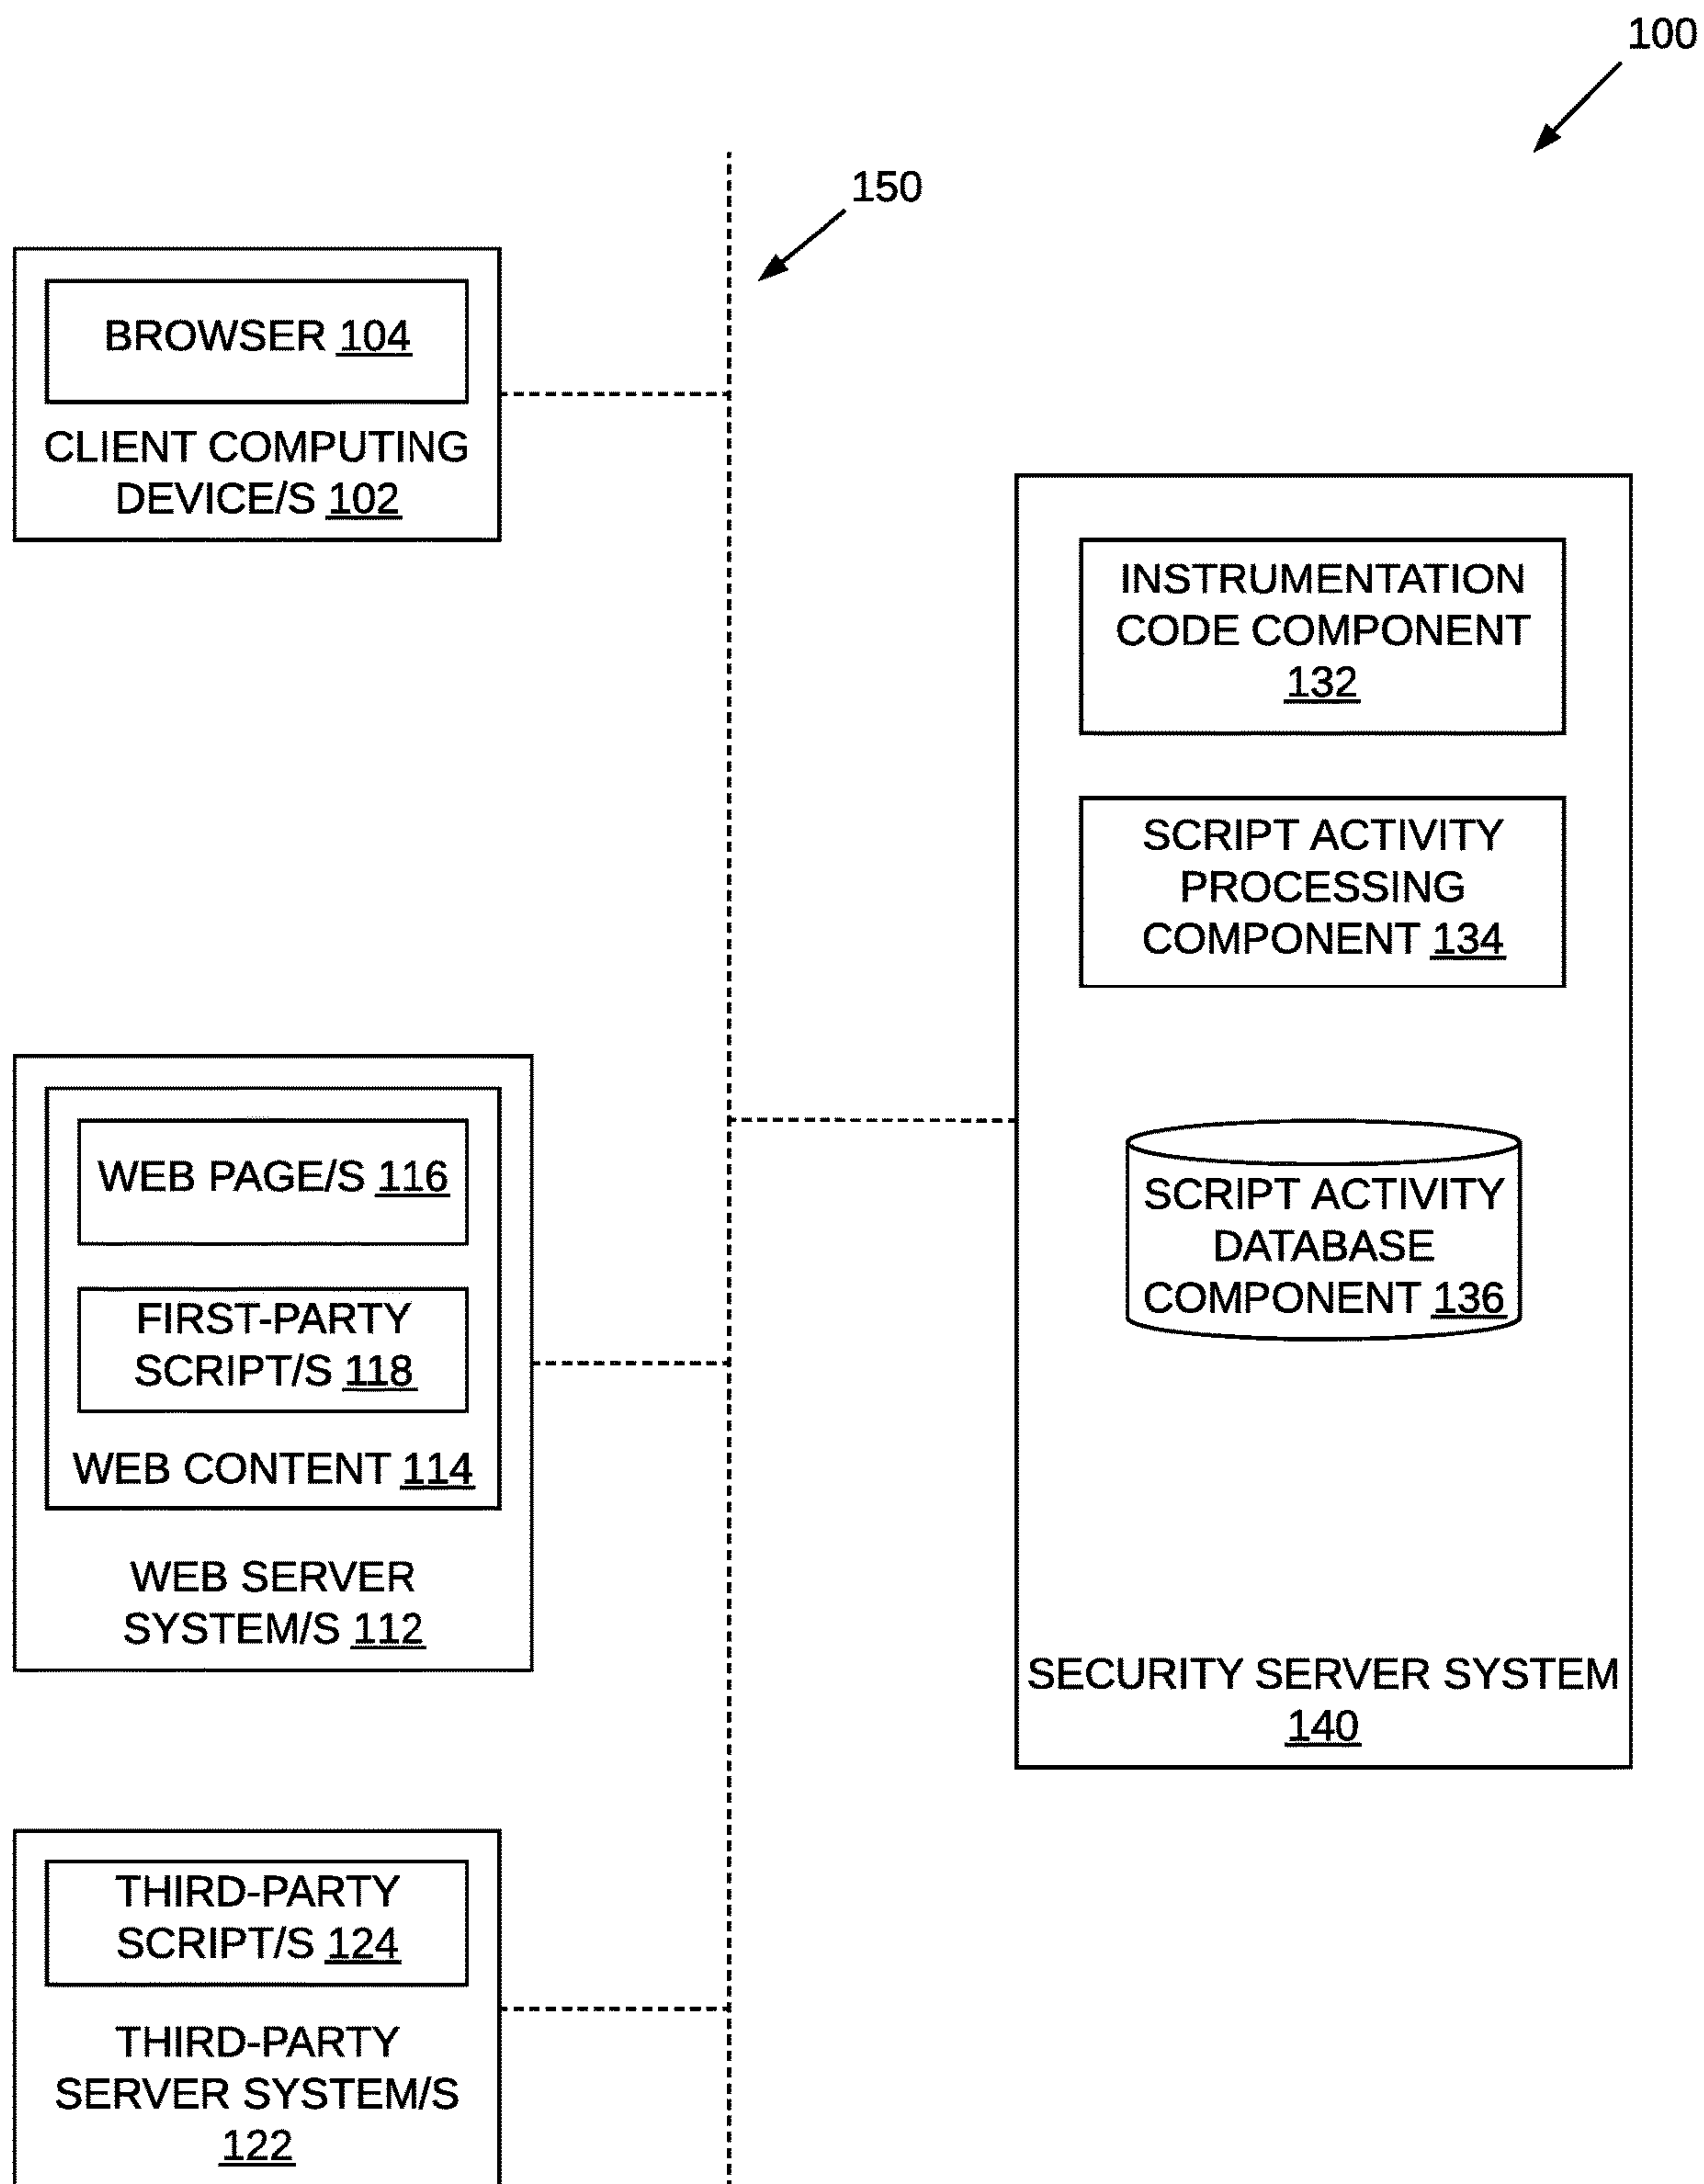 100
150
BROWSER 104
CLIENT COMPUTING
DEVICE/S 102
INSTRUMENTATION
CODE COMPONENT
132
SCRIPT ACTIVITY
PROCESSING
COMPONENT 134
SCRIPT ACTIVITY
DATABASE
COMPONENT 136
SECURITY SERVER SYSTEM
140
WEB PAGE/S 116
FIRST-PARTY
SCRIPT/S 118
WEB CONTENT 114
WEB SERVER
SYSTEM/S 112
THIRD-PARTY
SCRIPT/S 124
THIRD-PARTY
SERVER SYSTEM/S
122